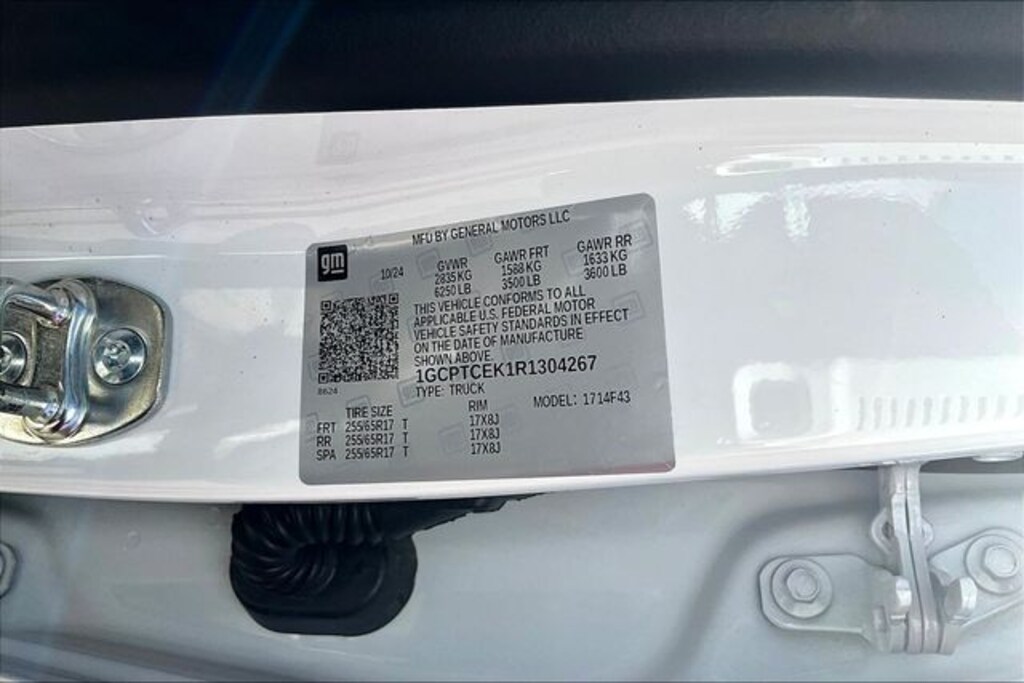 MFD BY GENERAL MOTORS LLC
gm
10/24
GVWR GAWR FRT GAWR RR
2835 KG 1588 KG 1633 KG
6250 LB 3500 LB 3600 LB
THIS VEHICLE CONFORMS TO ALL
APPLICABLE U.S. FEDERAL MOTOR
VEHICLE SAFETY STANDARDS IN EFFECT
ON THE DATE OF MANUFACTURE
SHOWN ABOVE.
1GCPTCEK1R1304267
8624
TYPE: TRUCK
TIRE SIZE RIM MODEL: 1714F43
FRT 255/65R17 T 17X8J
RR 255/65R17 T 17X8J
SPA 255/65R17 T 17X8J